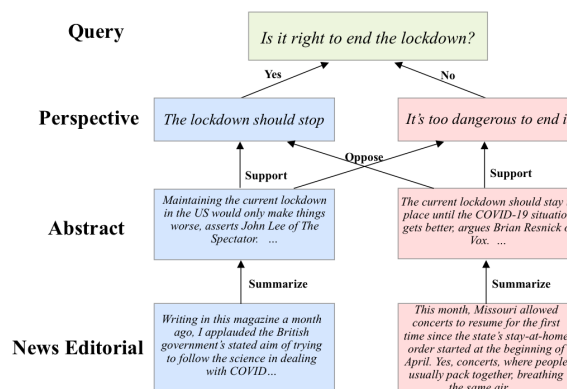 Query
Is it right to end the lockdown?
Yes
No
Perspective
The lockdown should stop
It's too dangerous to end i
Oppose
Support
Support
Abstract
Maintaining the current lockdown
in the US would only make things
worse, asserts John Lee of The
Spectator. ...
The current lockdown should stay
place until the COVID-19 situation
gets better, argues Brian Resnick
Vox. ...
Summarize
Summarize
News Editorial
Writing in this magazine a month
ago, I applauded the British
government's stated aim of trying
to follow the science in dealing
with COVID…
This month, Missouri allowed
concerts to resume for the first
time since the state's stay-at-home
order started at the beginning of
April. Yes, concerts, where people
usually pack together, breathing
the same air